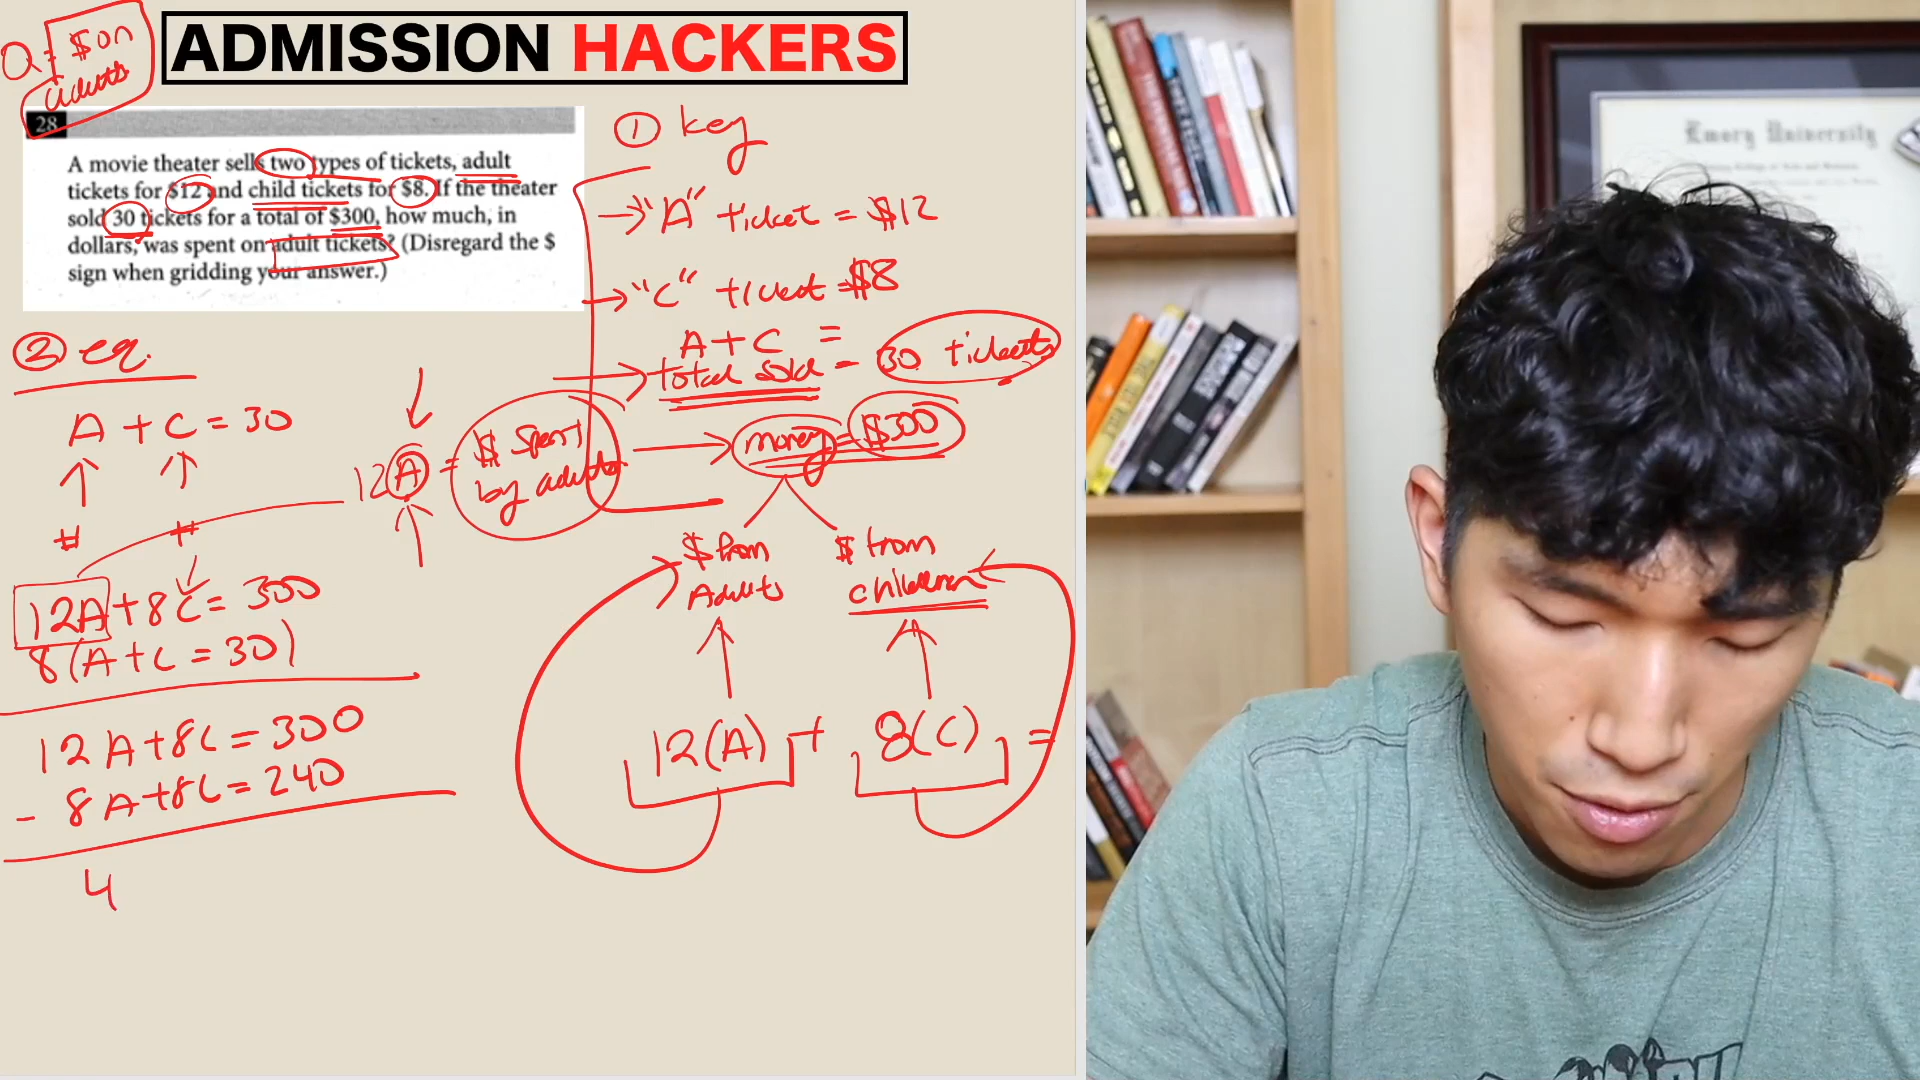 Q = $ on
adults
ADMISSION HACKERS
28
A movie theater sells two types of tickets, adult
tickets for $12 and child tickets for $8. If the theater
sold 30 tickets for a total of $300, how much, in
dollars, was spent on adult tickets? (Disregard the $
sign when gridding your answer.)
① key
"A" ticket = $12
"C" ticket = $8
A + C =
total sold = 30 tickets
money = $300
$ from
Adults
$ from
children
12(A) + 8(C) =
② eq.
A + C = 30
# #
12A = $ spent
by adults
12A + 8C = 300
8(A + C = 30)
12A + 8C = 300
- 8A + 8C = 240
4
Emory University